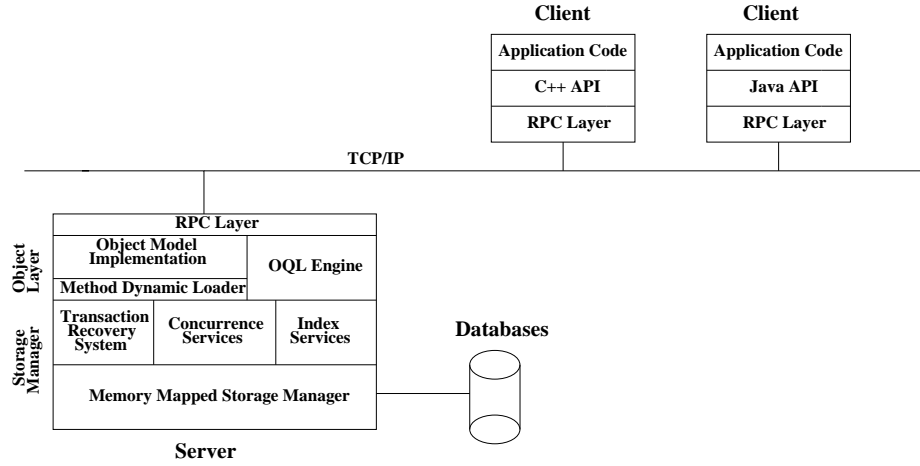 Client
Client
Application Code
Application Code
C++ API
Java API
RPC Layer
RPC Layer
TCP/IP
RPC Layer
Object Layer
Object Model
Implementation
OQL Engine
Method Dynamic Loader
Storage
Manager
Transaction
Recovery
System
Concurrence
Services
Index
Services
Databases
Memory Mapped Storage Manager
Server